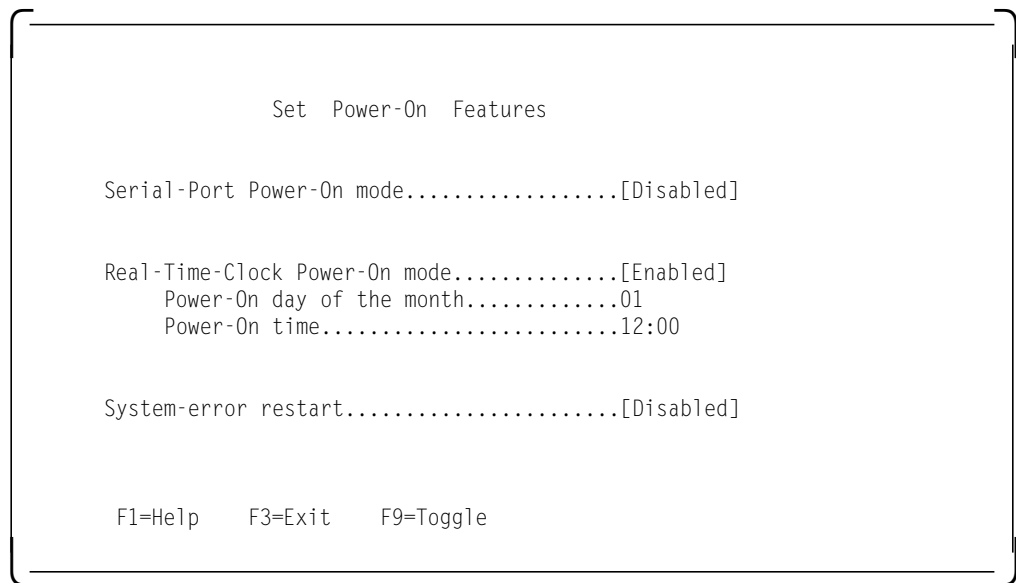 Set Power-On Features
Serial-Port Power-On mode..................[Disabled]
Real-Time-Clock Power-On mode..............[Enabled]
Power-On day of the month.............01
Power-On time.........................12:00
System-error restart.......................[Disabled]
F1=Help F3=Exit F9=Toggle